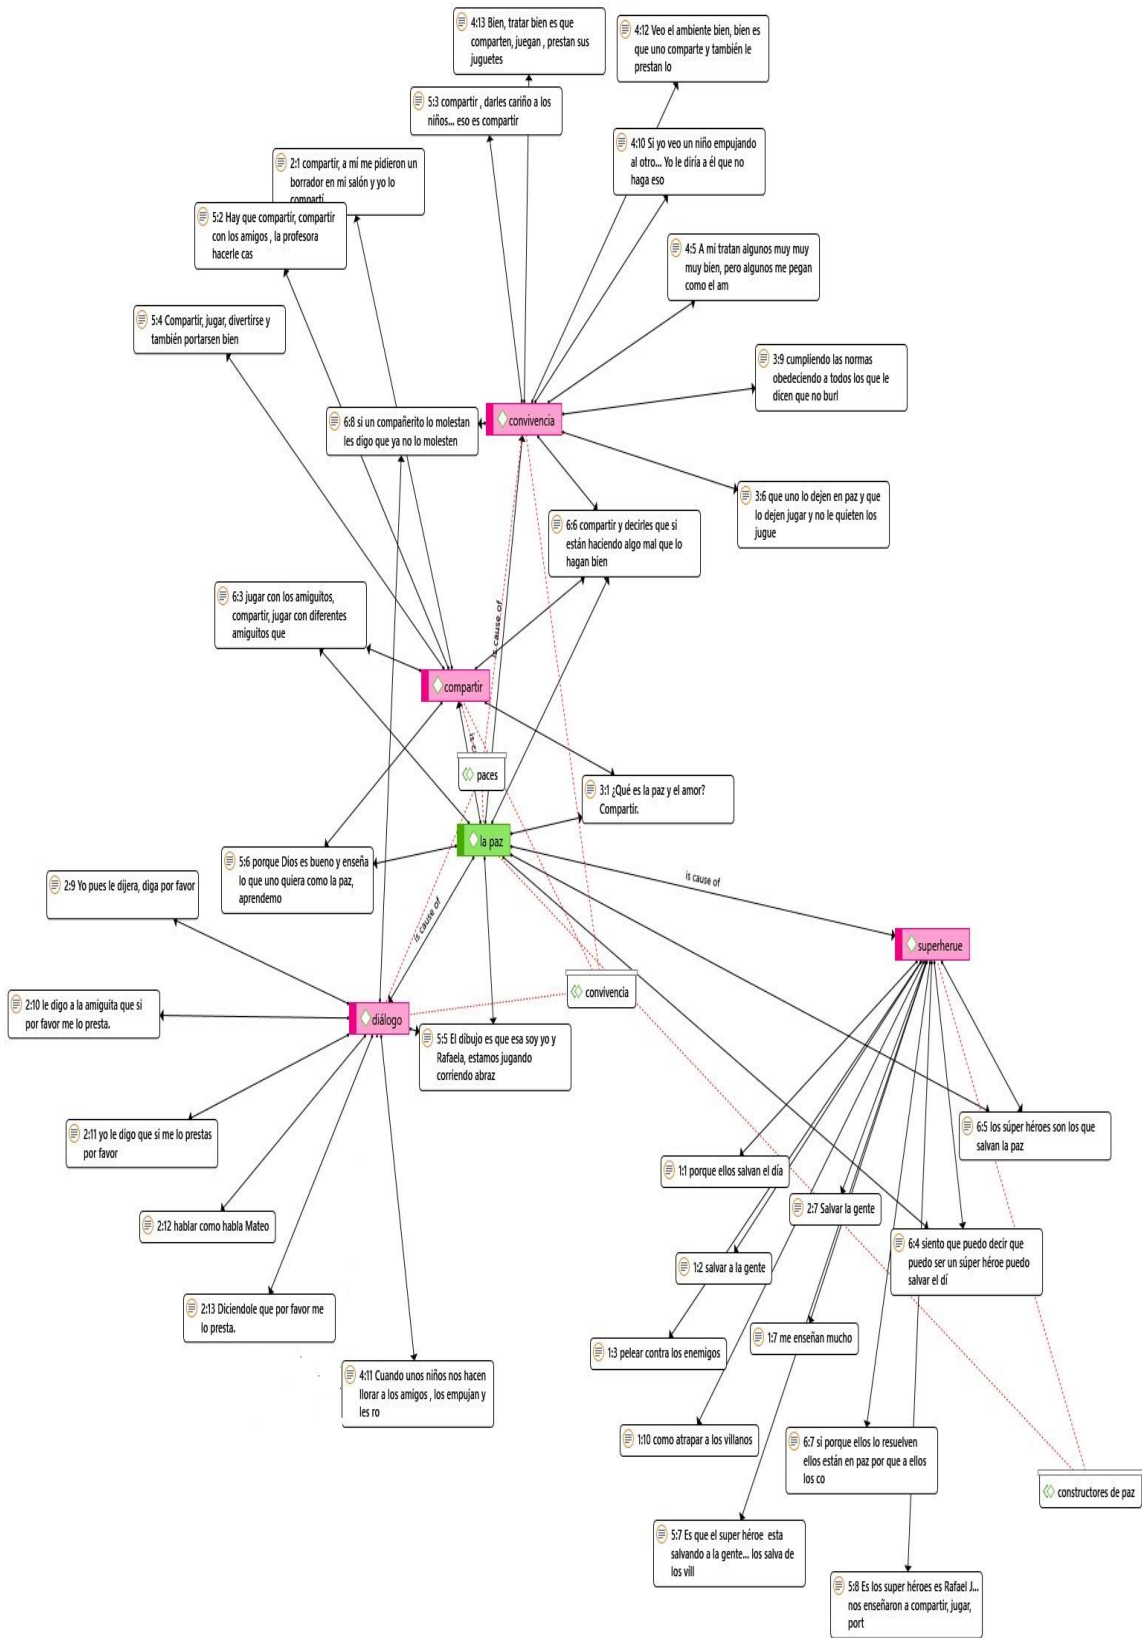 4:13 Bien, tratar bien es que
comparten, juegan , prestan sus
juguetes
4:12 Veo el ambiente bien, bien es
que uno comparte y también le
prestan lo
5:3 compartir , darles cariño a los
niños... eso es compartir
4:10 Si yo veo un niño empujando
al otro... Yo le diría a él que no
haga eso
2:1 compartir, a mí me pidieron un
borrador en mi salón y yo lo
compartí
5:2 Hay que compartir, compartir
con los amigos , la profesora
hacerle cas
4:5 A mi tratan algunos muy muy
muy bien, pero algunos me pegan
como el am
5:4 Compartir, jugar, divertirse y
también portarsen bien
3:9 cumpliendo las normas
obedeciendo a todos los que le
dicen que no burl
6:8 si un compañerito lo molestan
les digo que ya no lo molesten
convivencia
3:6 que uno lo dejen en paz y que
lo dejen jugar y no le quieten los
jugue
6:6 compartir y decirles que si
están haciendo algo mal que lo
hagan bien
6:3 jugar con los amiguitos,
compartir, jugar con diferentes
amiguitos que
is cause of
compartir
is c
paces
3:1 ¿Qué es la paz y el amor?
Compartir.
la paz
5:6 porque Dios es bueno y enseña
lo que uno quiera como la paz,
aprendemo
2:9 Yo pues le dijera, diga por favor
is cause of
is cause of
superherue
convivencia
2:10 le digo a la amiguita que si
por favor me lo presta.
diálogo
5:5 El dibujo es que esa soy yo y
Rafaela, estamos jugando
corriendo abraz
2:11 yo le digo que si me lo prestas
por favor
6:5 los súper héroes son los que
salvan la paz
1:1 porque ellos salvan el día
2:7 Salvar la gente
2:12 hablar como habla Mateo
6:4 siento que puedo decir que
puedo ser un súper héroe puedo
salvar el dí
1:2 salvar a la gente
2:13 Diciendole que por favor me
lo presta.
1:3 pelear contra los enemigos
1:7 me enseñan mucho
4:11 Cuando unos niños nos hacen
llorar a los amigos , los empujan y
les ro
1:10 como atrapar a los villanos
6:7 si porque ellos lo resuelven
ellos están en paz por que a ellos
los co
constructores de paz
5:7 Es que el super héroe esta
salvando a la gente... los salva de
los vill
5:8 Es los super héroes es Rafael J...
nos enseñaron a compartir, jugar,
port